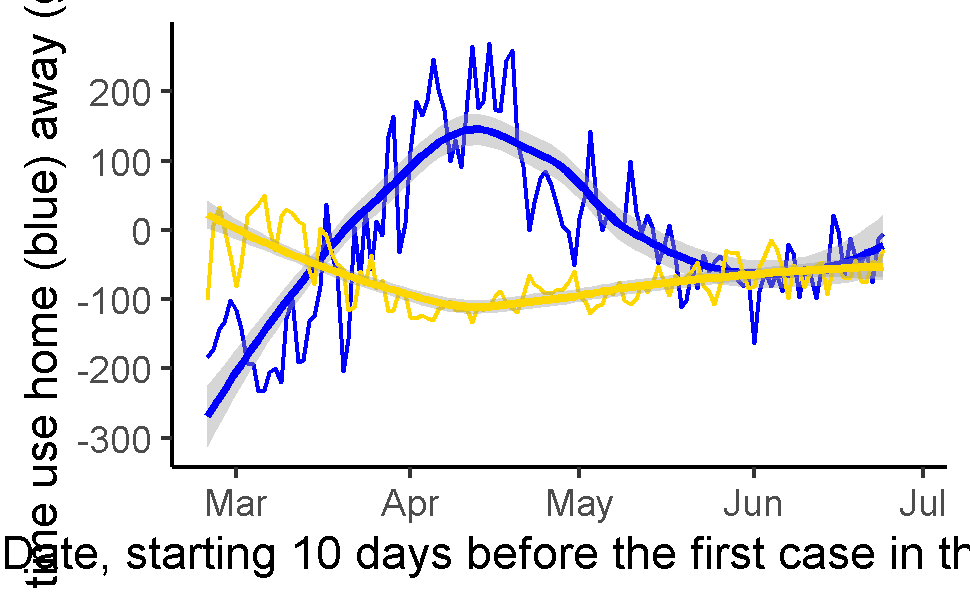 time use home (blue) away (
200
100
0
-100
-200
-300
Mar Apr May Jun Jul
Date, starting 10 days before the first case in th